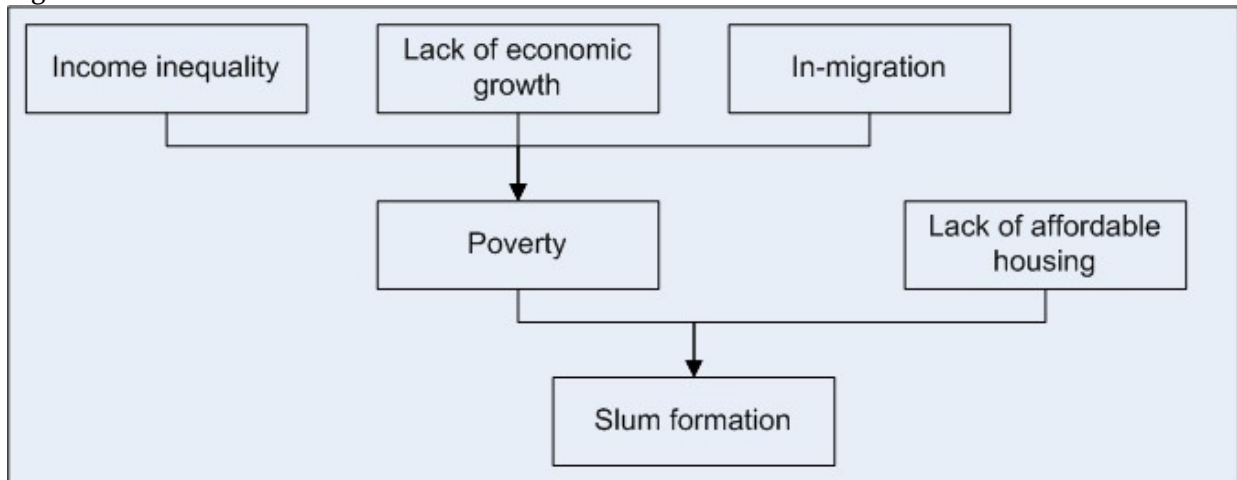 Income inequality
Lack of economic
growth
In-migration
Poverty
Lack of affordable
housing
Slum formation